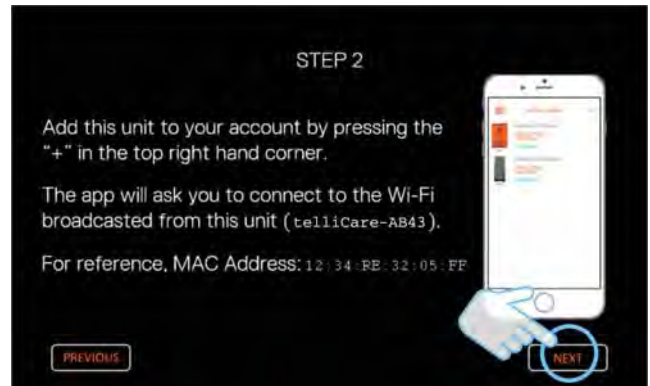 STEP 2
Add this unit to your account by pressing the
“+” in the top right hand corner.
The app will ask you to connect to the Wi-Fi
broadcasted from this unit (telliCare-AB43).
For reference, MAC Address: 12:34:RE:32:05:FF
PREVIOUS
NEXT